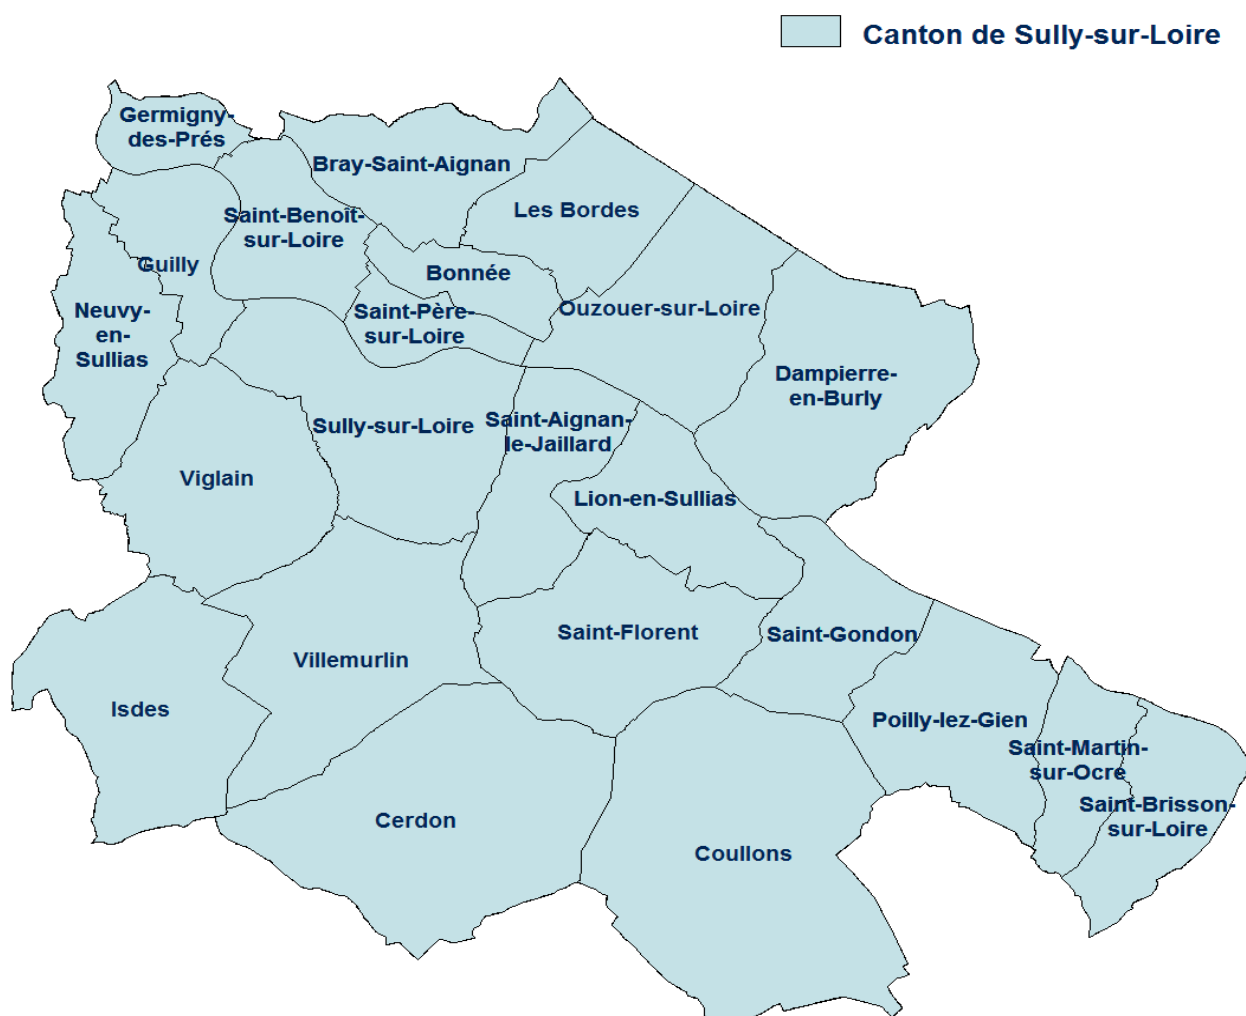 Canton de Sully-sur-Loire
Germigny-
des-Prés
Bray-Saint-Aignan
Les Bordes
Saint-Benoît-
sur-Loire
Guilly
Bonnée
Neuvy-
en-
Sullias
Saint-Père-
sur-Loire
Ouzouer-sur-Loire
Dampierre-
en-Burly
Sully-sur-Loire
Saint-Aignan-
le-Jaillard
Viglain
Lion-en-Sullias
Saint-Florent
Saint-Gondon
Villemurlin
Isdes
Poilly-lez-Gien
Saint-Martin-
sur-Ocre
Saint-Brisson-
sur-Loire
Cerdon
Coullons